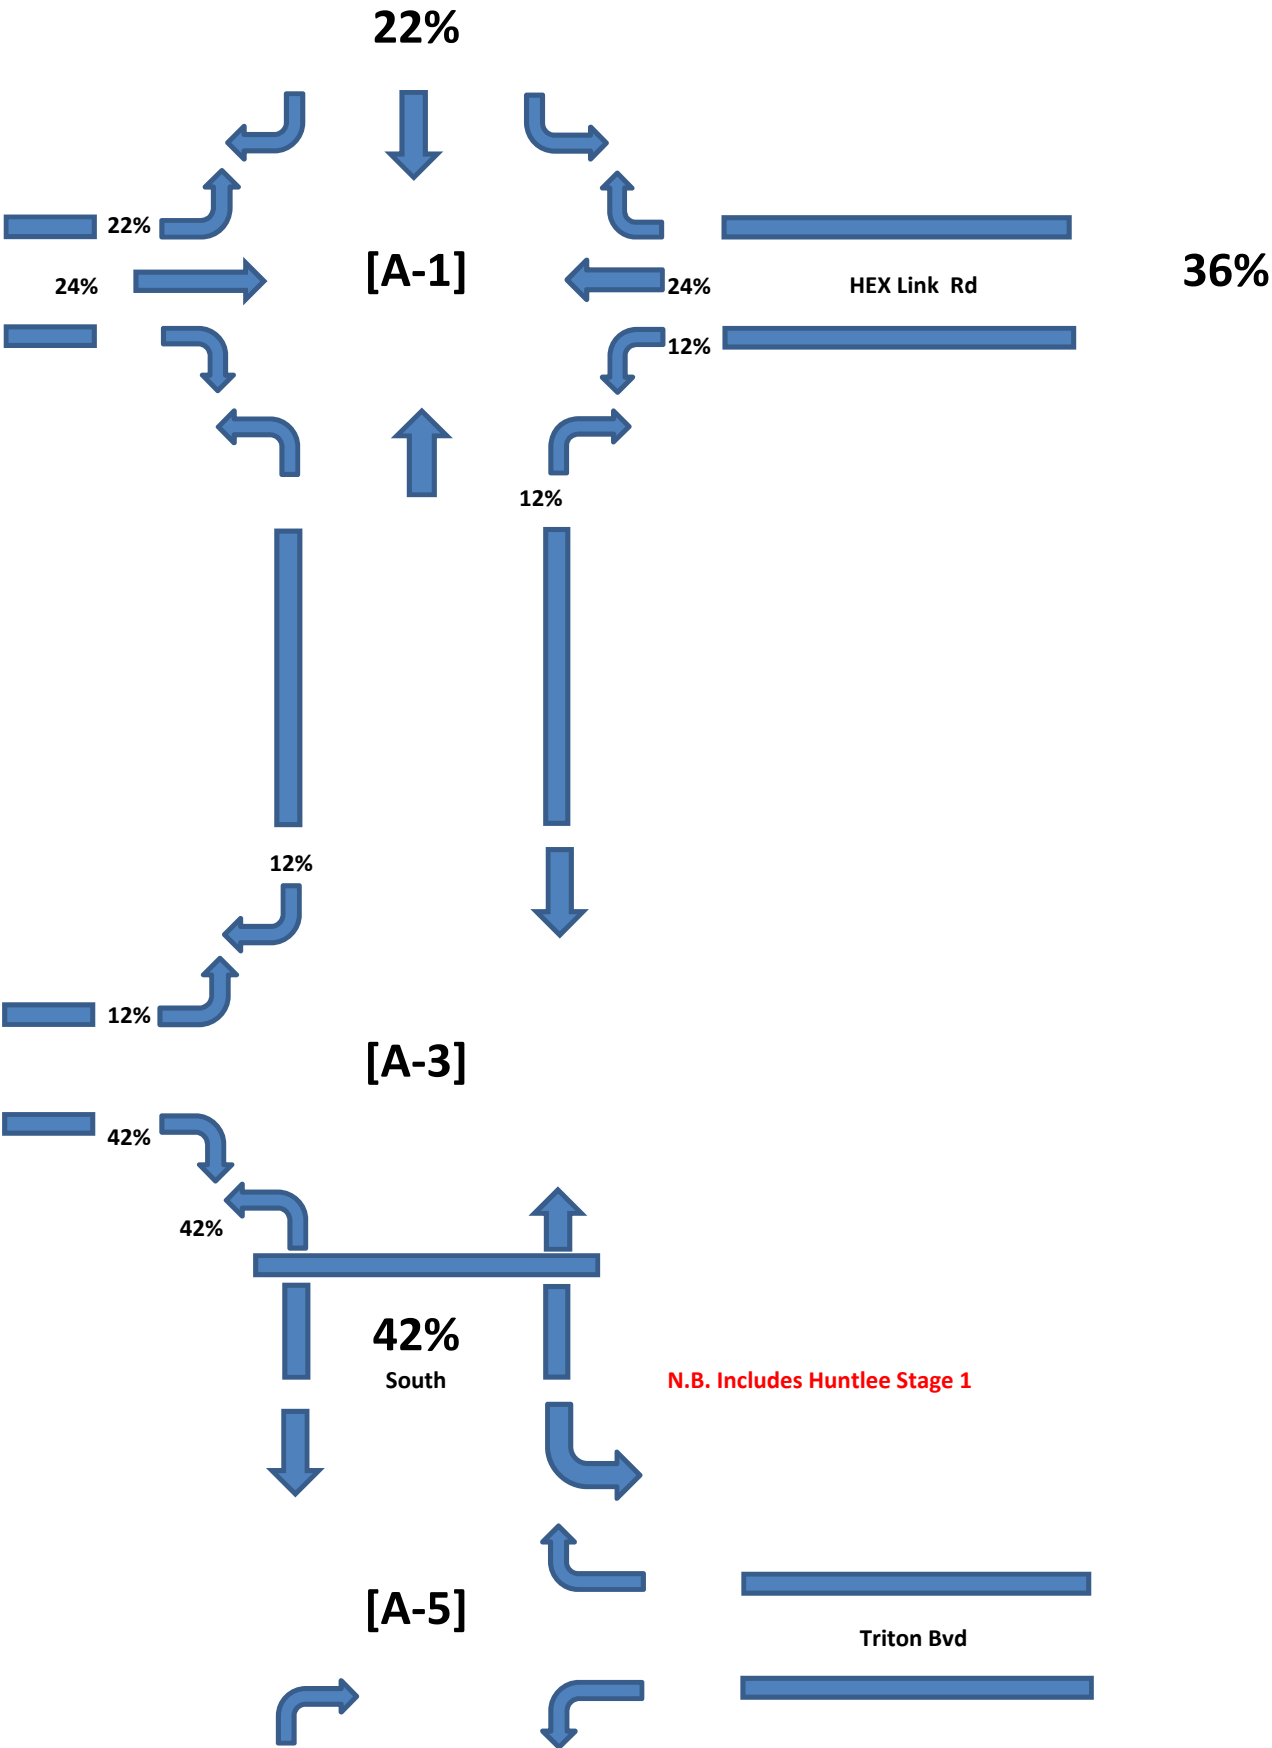 22%
22%
[A-1]
36%
24%
24%
HEX Link  Rd
12%
12%
12%
12%
[A-3]
42%
42%
42%
South
N.B. Includes Huntlee Stage 1
[A-5]
Triton Bvd